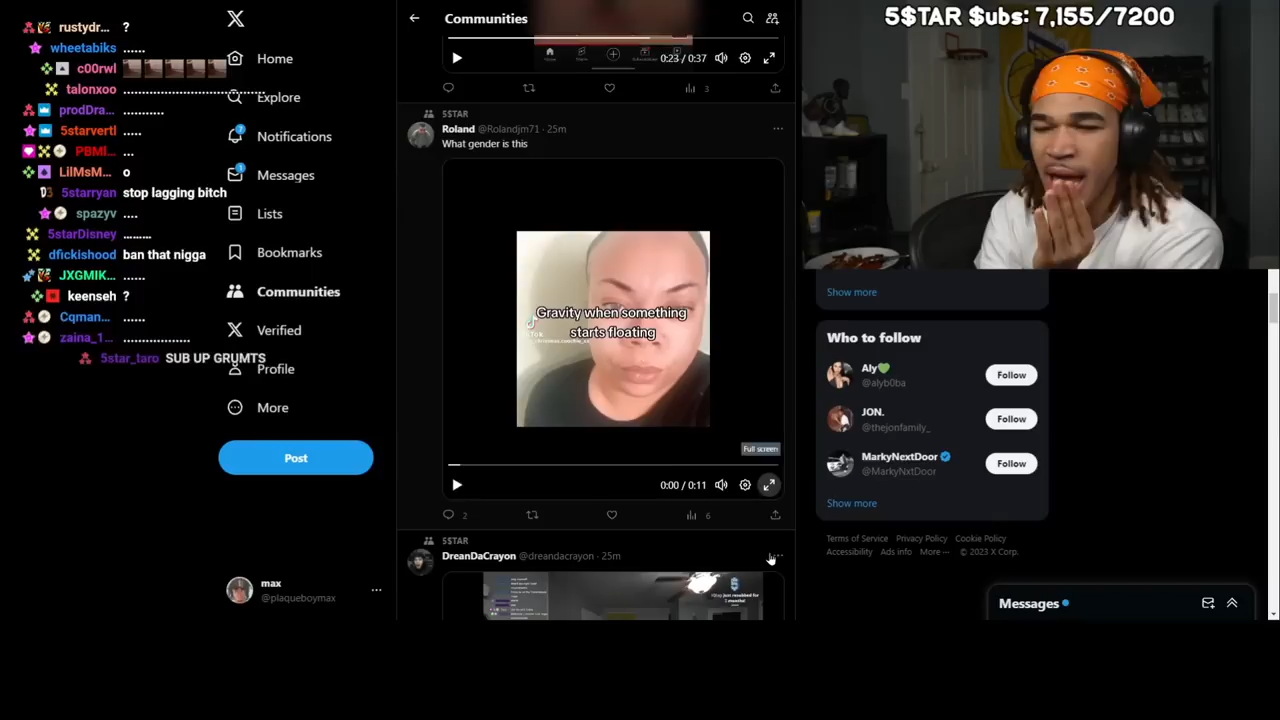 5$TAR $ubs: 7,155/7200
rustydr... ?
wheetabiks ......
c00rwl
talonxoo
prodDra... ...........
5starvertl .....
PBMI... ...
LilMsM... o
5starryan stop lagging bitch
spazyv ....
5starDisney .........
dfickishood ban that nigga
JXGMIK... ......
keenseh ?
Cqman... ......
zaina_1... ..................
5star_taro SUB UP GRUMTS
Home
Explore
Notifications
Messages
Lists
Bookmarks
Communities
Verified
Profile
More
Post
max
@plaqueboymax
Communities
0:23 / 0:37
3
5$TAR
Roland @Rolandjm71 · 25m
What gender is this
Gravity when something
starts floating
Full screen
0:00 / 0:11
2
6
5$TAR
DreanDaCrayon @dreandacrayon · 25m
Show more
Who to follow
Aly💚
@alyb0ba
Follow
JON.
@thejonfamily_
Follow
MarkyNextDoor
@MarkyNxtDoor
Follow
Show more
Terms of Service Privacy Policy Cookie Policy
Accessibility Ads info More ··· © 2023 X Corp.
Messages